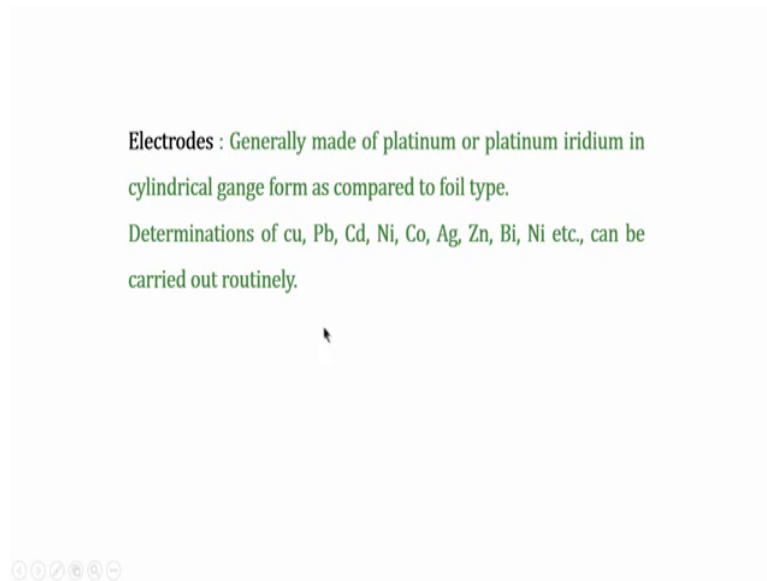 Electrodes : Generally made of platinum or platinum iridium in
cylindrical gange form as compared to foil type.
Determinations of cu, Pb, Cd, Ni, Co, Ag, Zn, Bi, Ni etc., can be
carried out routinely.